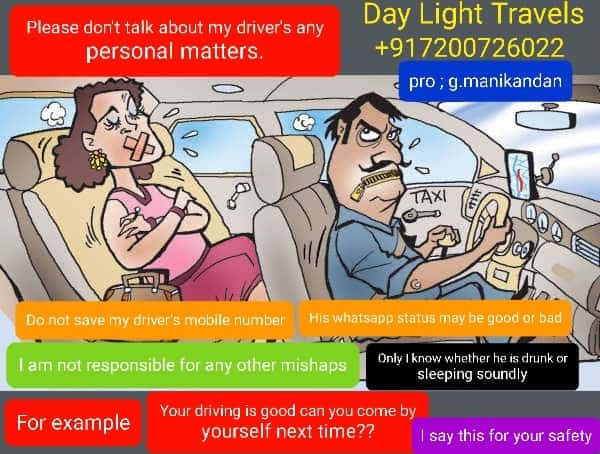 Please don't talk about my driver's any
personal matters.
Day Light Travels
+917200726022
pro ; g.manikandan
TAXI
Do not save my driver's mobile number
His whatsapp status may be good or bad
I am not responsible for any other mishaps
Only I know whether he is drunk or
sleeping soundly
For example
Your driving is good can you come by
yourself next time??
I say this for your safety